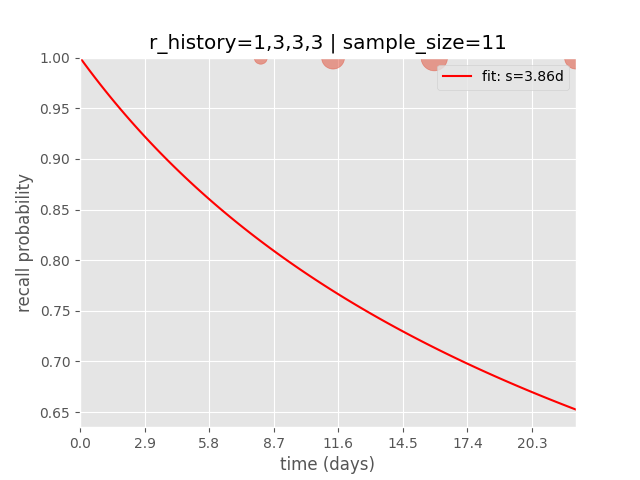 r_history=1,3,3,3 | sample_size=11
fit: s=3.86d
recall probability
1.00
0.95
0.90
0.85
0.80
0.75
0.70
0.65
0.0 2.9 5.8 8.7 11.6 14.5 17.4 20.3
time (days)